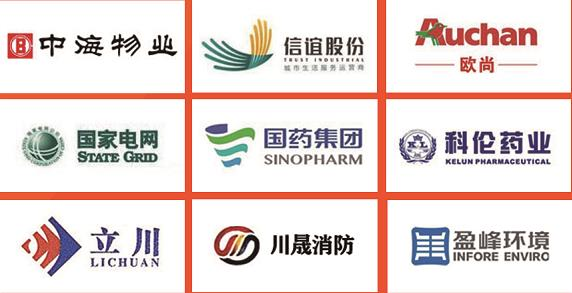 中海物业
信谊股份
TRUST INDUSTRIAL
城市生活服务运营商
Auchan
欧尚
国家电网
STATE GRID
国药集团
SINOPHARM
科伦药业
KELUN PHARMACEUTICAL
立川
LICHUAN
川晟消防
盈峰环境
INFORE ENVIRO